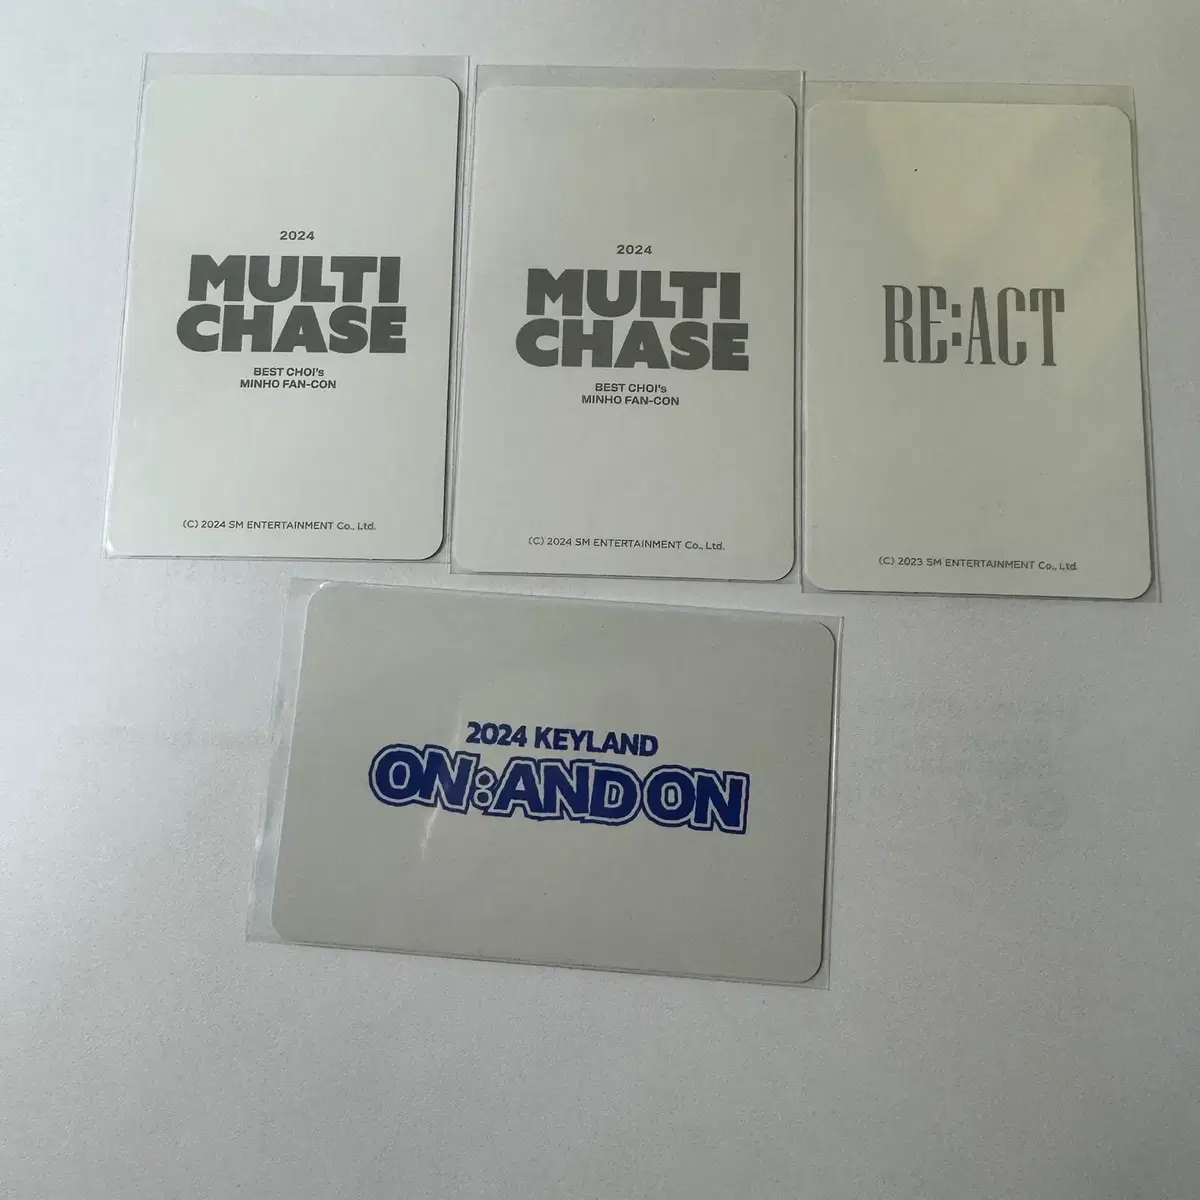 2024
MULTI
CHASE
BEST CHOI's
MINHO FAN-CON
(C) 2024 SM ENTERTAINMENT Co., Ltd.
2024
MULTI
CHASE
BEST CHOI's
MINHO FAN-CON
(C) 2024 SM ENTERTAINMENT Co., Ltd.
RE:ACT
(C) 2023 SM ENTERTAINMENT Co., Ltd.
2024 KEYLAND
ON:AND ON